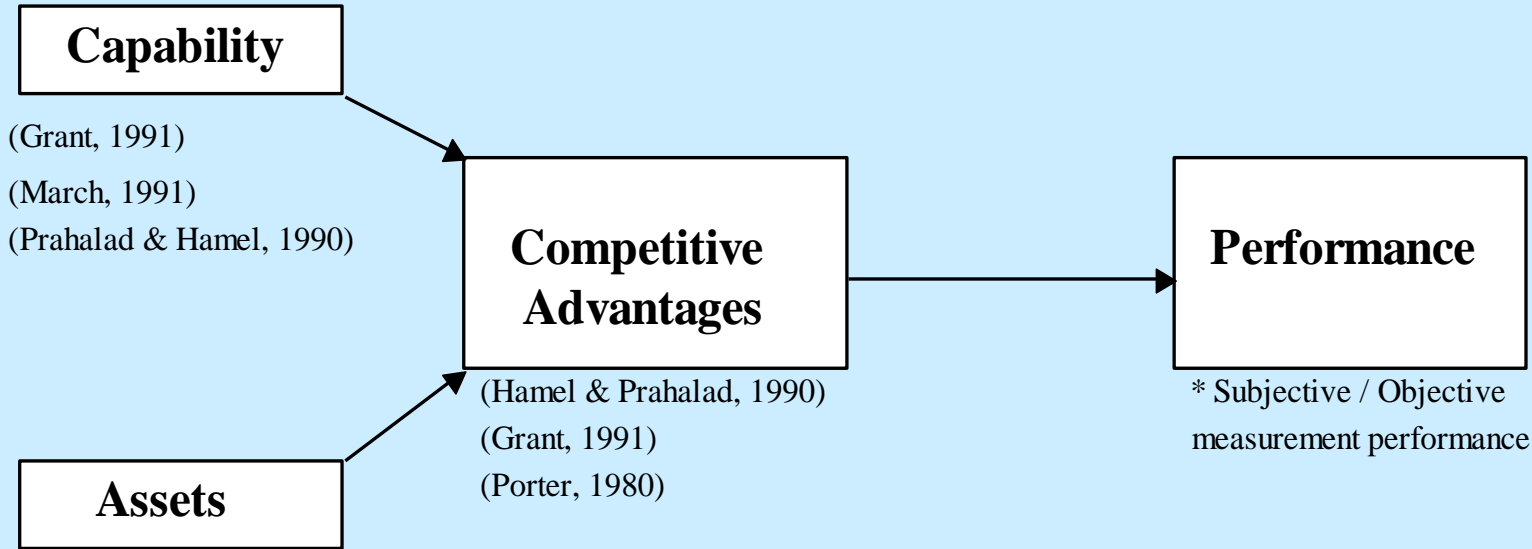 Capability
(Grant, 1991)
(March, 1991)
(Prahalad & Hamel, 1990)
Competitive
Advantages
(Hamel & Prahalad, 1990)
(Grant, 1991)
(Porter, 1980)
Performance
* Subjective / Objective
measurement performance
Assets